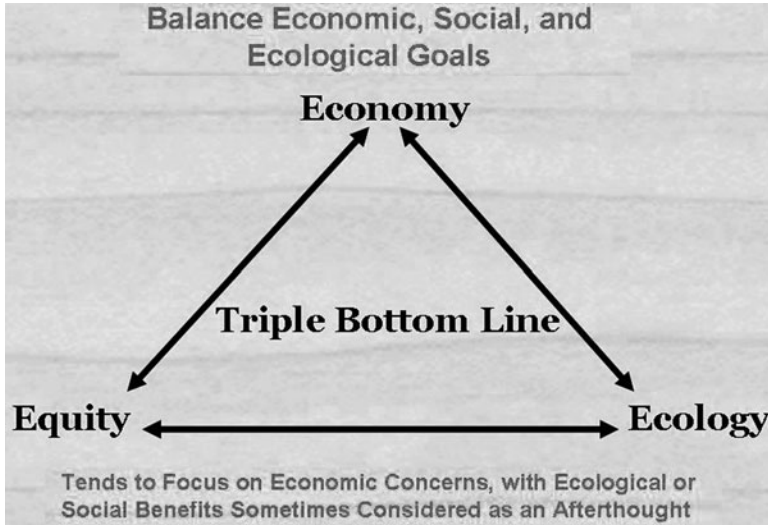 Balance Economic, Social, and
Ecological Goals
Economy
Triple Bottom Line
Equity
Ecology
Tends to Focus on Economic Concerns, with Ecological or
Social Benefits Sometimes Considered as an Afterthought